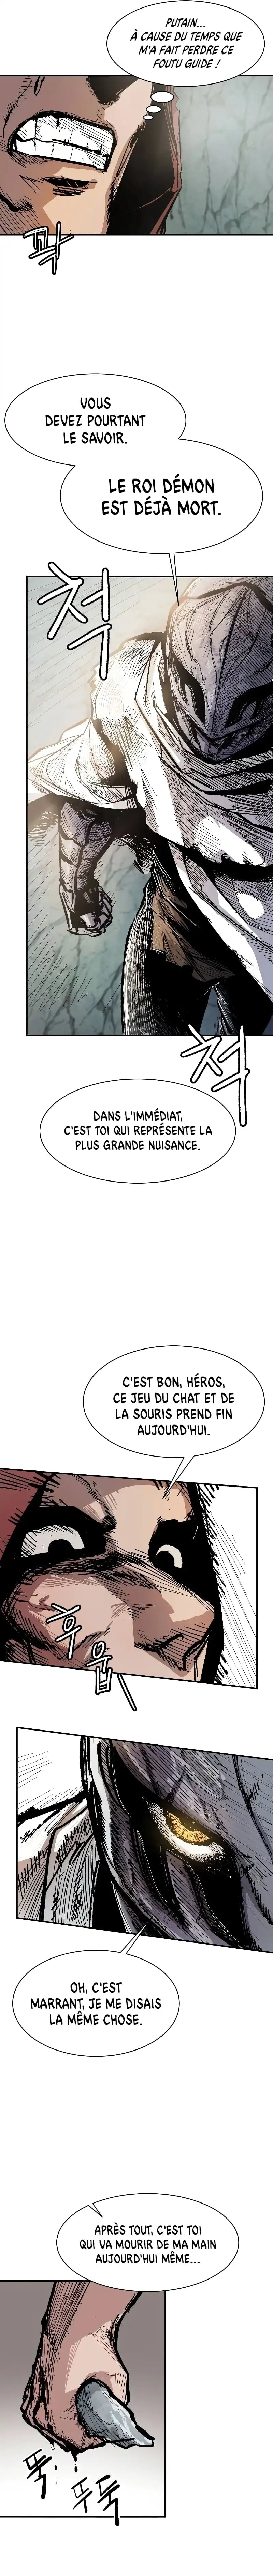 PUTAIN...
À CAUSE DU TEMPS QUE
M'A FAIT PERDRE CE
FOUTU GUIDE !
꽈
VOUS
DEVEZ POURTANT
LE SAVOIR.
LE ROI DÉMON
EST DÉJÀ MORT.
척
척
DANS L'IMMÉDIAT,
C'EST TOI QUI REPRÉSENTE LA
PLUS GRANDE NUISANCE.
C'EST BON, HÉROS,
CE JEU DU CHAT ET DE
LA SOURIS PREND FIN
AUJOURD'HUI.
후
웁
OH, C'EST
MARRANT, JE ME DISAIS
LA MÊME CHOSE.
APRÈS TOUT, C'EST TOI
QUI VA MOURIR DE MA MAIN
AUJOURD'HUI MÊME...
뚝
뚝